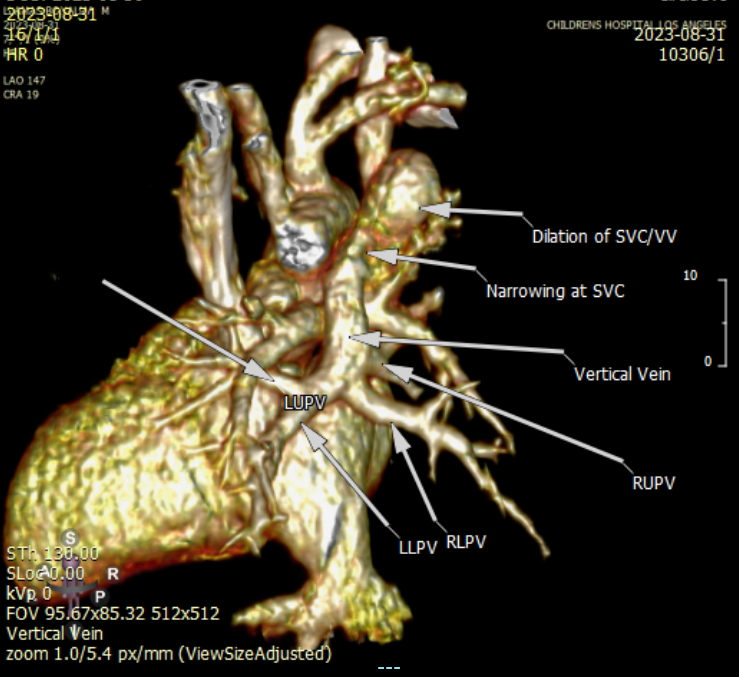 2023-08-31
16/1/1
HR 0
LAO 147
CRA 19
CHILDRENS HOSPITAL LOS ANGELES
2023-08-31
10306/1
Dilation of SVC/VV
Narrowing at SVC
10
0
Vertical Vein
LUPV
RUPV
LLPV
RLPV
S
A
R
P
STh 130.00
SLoc 0.00
kVp 0
FOV 95.67x85.32 512x512
Vertical Vein
zoom 1.0/5.4 px/mm (ViewSizeAdjusted)